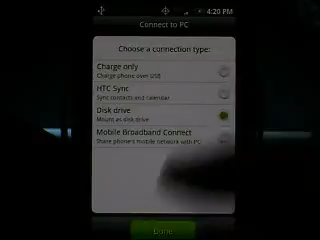 4:20 PM
Connect to PC
Choose a connection type:
Charge only
Charge phone over USB
HTC Sync
Sync contacts and calendar
Disk drive
Mount as disk drive
Mobile Broadband Connect
Share phone's mobile network with PC
Done